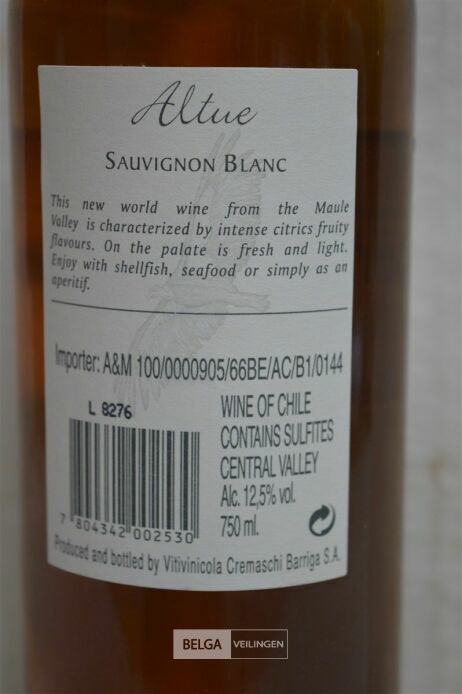 Altue
SAUVIGNON BLANC
This new world wine from the Maule
Valley is characterized by intense citrics fruity
flavours. On the palate is fresh and light.
Enjoy with shellfish, seafood or simply as an
aperitif.
Importer: A&M 100/0000905/66BE/AC/B1/0144
L 8276
WINE OF CHILE
CONTAINS SULFITES
CENTRAL VALLEY
Alc. 12,5% vol.
750 ml.
7 804342 002530
Produced and bottled by Vitivinicola Cremaschi Barriga S.A.
BELGA VEILINGEN